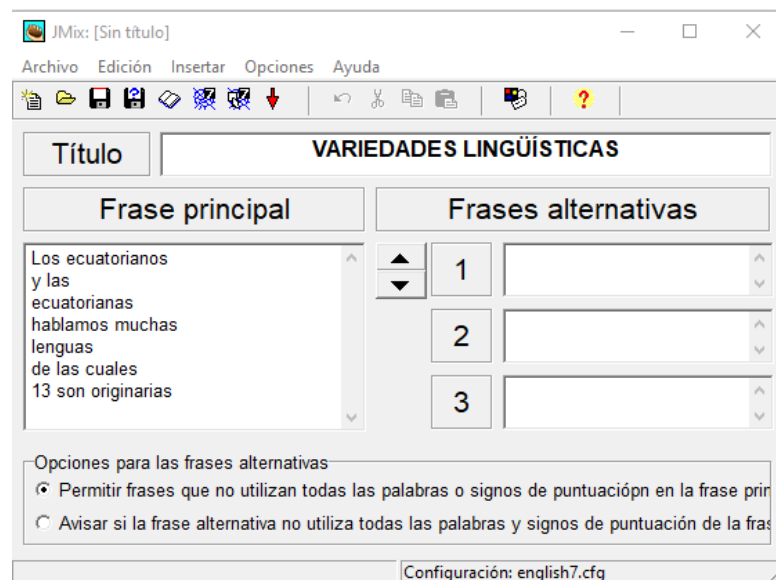 JMix: [Sin título]
Archivo Edición Insertar Opciones Ayuda
Título
VARIEDADES LINGÜÍSTICAS
Frase principal
Frases alternativas
Los ecuatorianos
y las
ecuatorianas
hablamos muchas
lenguas
de las cuales
13 son originarias
1
2
3
Opciones para las frases alternativas
Permitir frases que no utilizan todas las palabras o signos de puntuaciópn en la frase prin
Avisar si la frase alternativa no utiliza todas las palabras y signos de puntuación de la fras
Configuración: english7.cfg